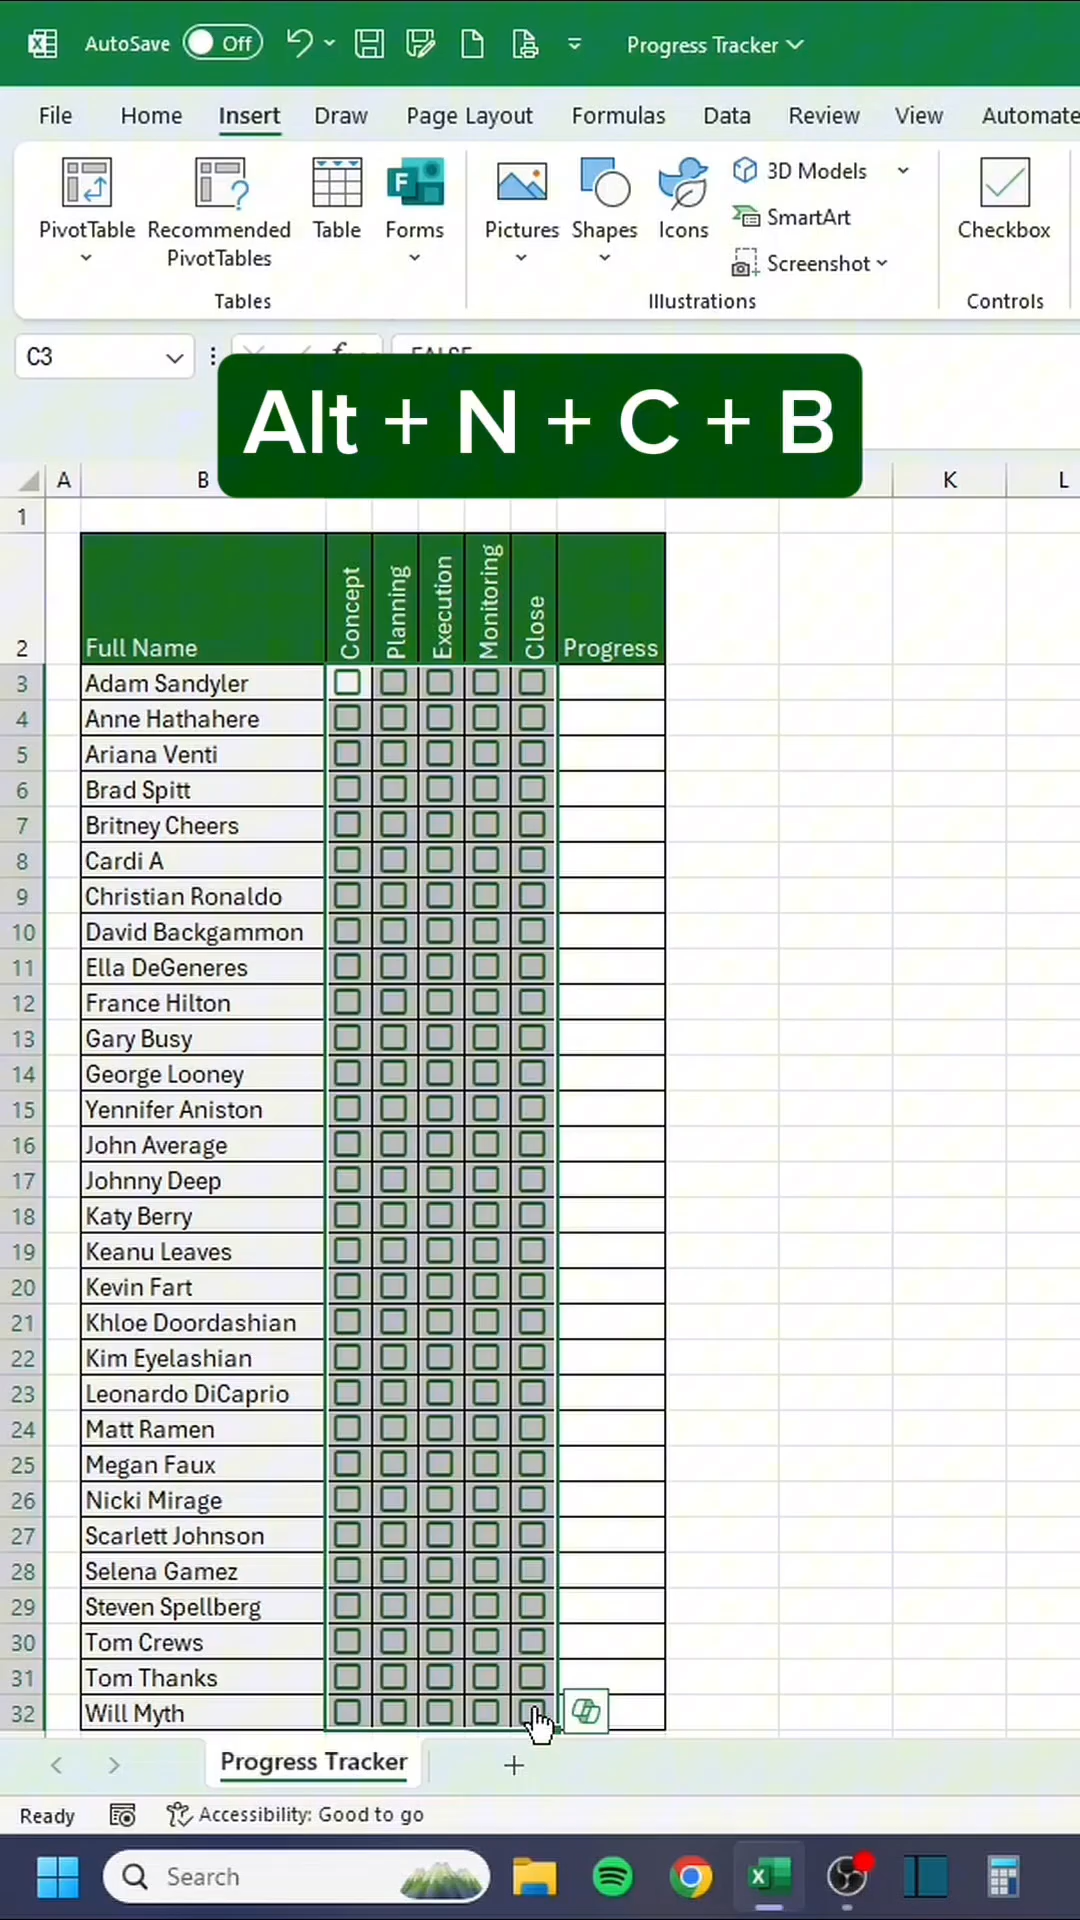 AutoSave Off Progress Tracker
File Home Insert Draw Page Layout Formulas Data Review View Automate
PivotTable Recommended PivotTables Table Forms Pictures Shapes Icons 3D Models SmartArt Screenshot Checkbox
Tables Illustrations Controls
C3 FALSE
Alt + N + C + B
A B K L
1
2 Full Name Concept Planning Execution Monitoring Close Progress
3 Adam Sandyler
4 Anne Hathahere
5 Ariana Venti
6 Brad Spitt
7 Britney Cheers
8 Cardi A
9 Christian Ronaldo
10 David Backgammon
11 Ella DeGeneres
12 France Hilton
13 Gary Busy
14 George Looney
15 Yennifer Aniston
16 John Average
17 Johnny Deep
18 Katy Berry
19 Keanu Leaves
20 Kevin Fart
21 Khloe Doordashian
22 Kim Eyelashian
23 Leonardo DiCaprio
24 Matt Ramen
25 Megan Faux
26 Nicki Mirage
27 Scarlett Johnson
28 Selena Gamez
29 Steven Spellberg
30 Tom Crews
31 Tom Thanks
32 Will Myth
Progress Tracker
Ready Accessibility: Good to go
Search